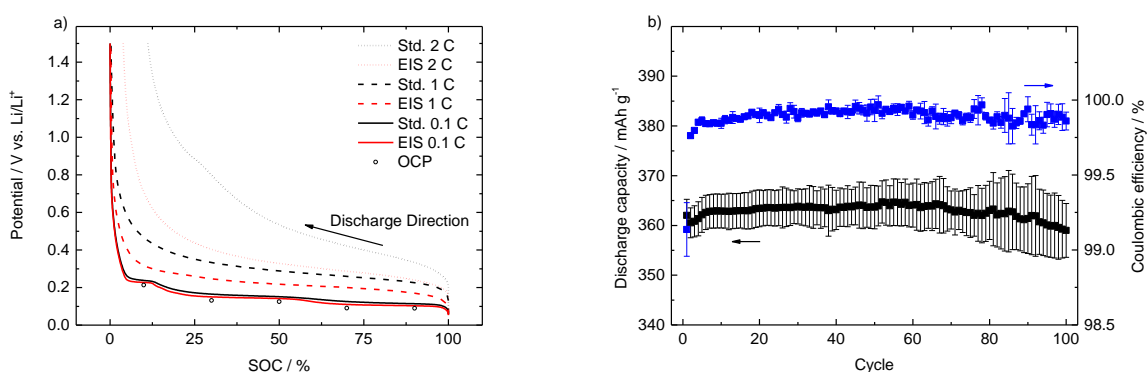 a)
Std. 2 C
EIS 2 C
Std. 1 C
EIS 1 C
Std. 0.1 C
EIS 0.1 C
OCP
Discharge Direction
1.4
1.2
1.0
0.8
0.6
0.4
0.2
0.0
Potential / V vs. Li/Li⁺
0
25
50
75
100
SOC / %
b)
400
390
380
370
360
350
340
Discharge capacity / mAh g⁻¹
0
20
40
60
80
100
Cycle
100.0
99.5
99.0
98.5
Coulombic efficiency / %